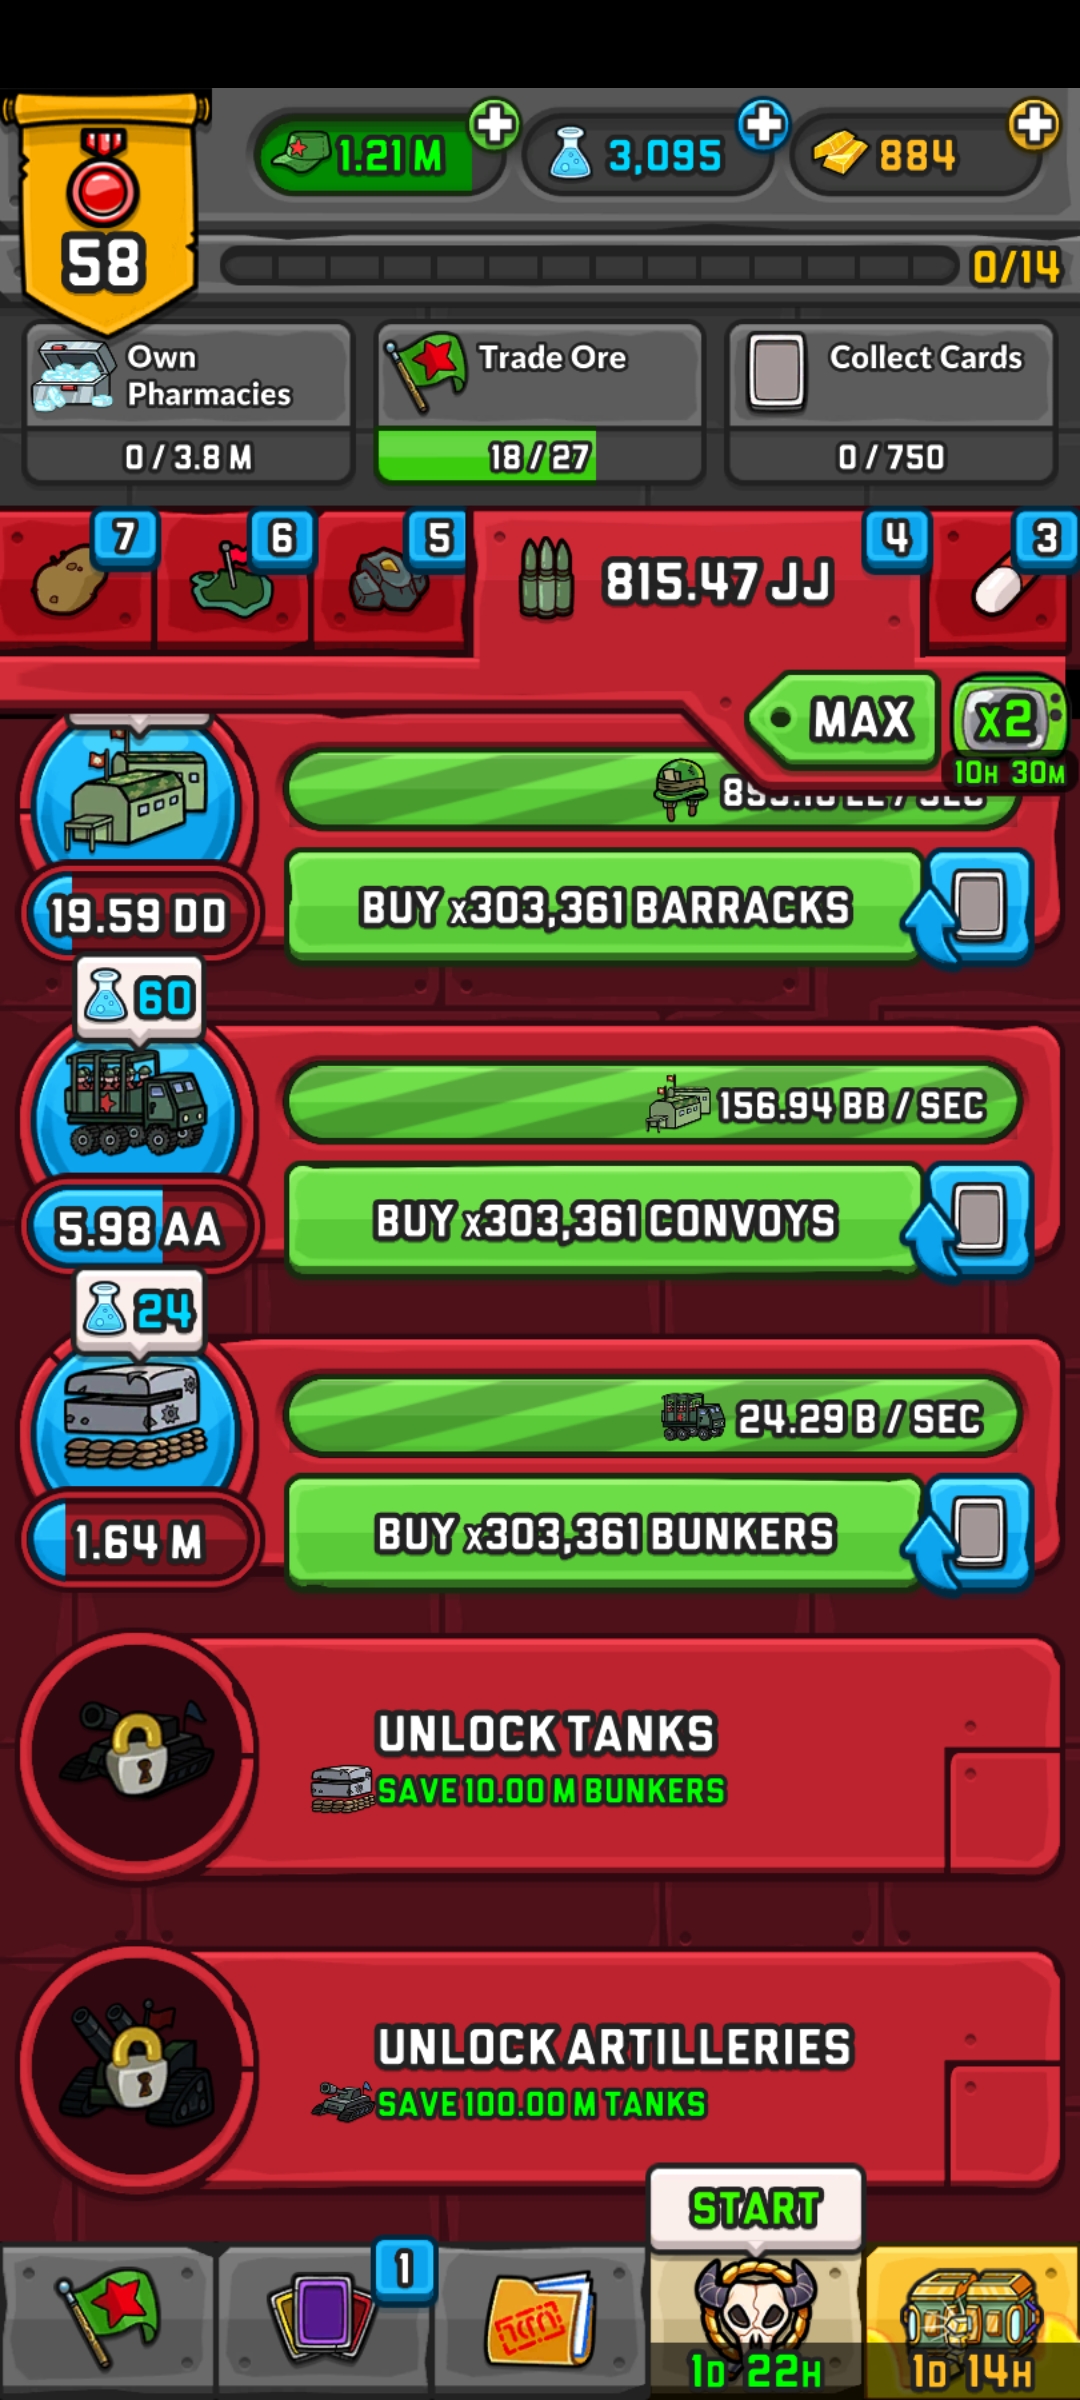 58
1.21 M
3,095
884
0/14
Own
Pharmacies
0 / 3.8 M
Trade Ore
18 / 27
Collect Cards
0 / 750
7
6
5
815.47 JJ
4
3
MAX
x2
10H 30M
/ SEC
19.59 DD
BUY x303,361 BARRACKS
60
156.94 BB / SEC
5.98 AA
BUY x303,361 CONVOYS
24
24.29 B / SEC
1.64 M
BUY x303,361 BUNKERS
UNLOCK TANKS
SAVE 10.00 M BUNKERS
UNLOCK ARTILLERIES
SAVE 100.00 M TANKS
START
1
1D 22H
1D 14H